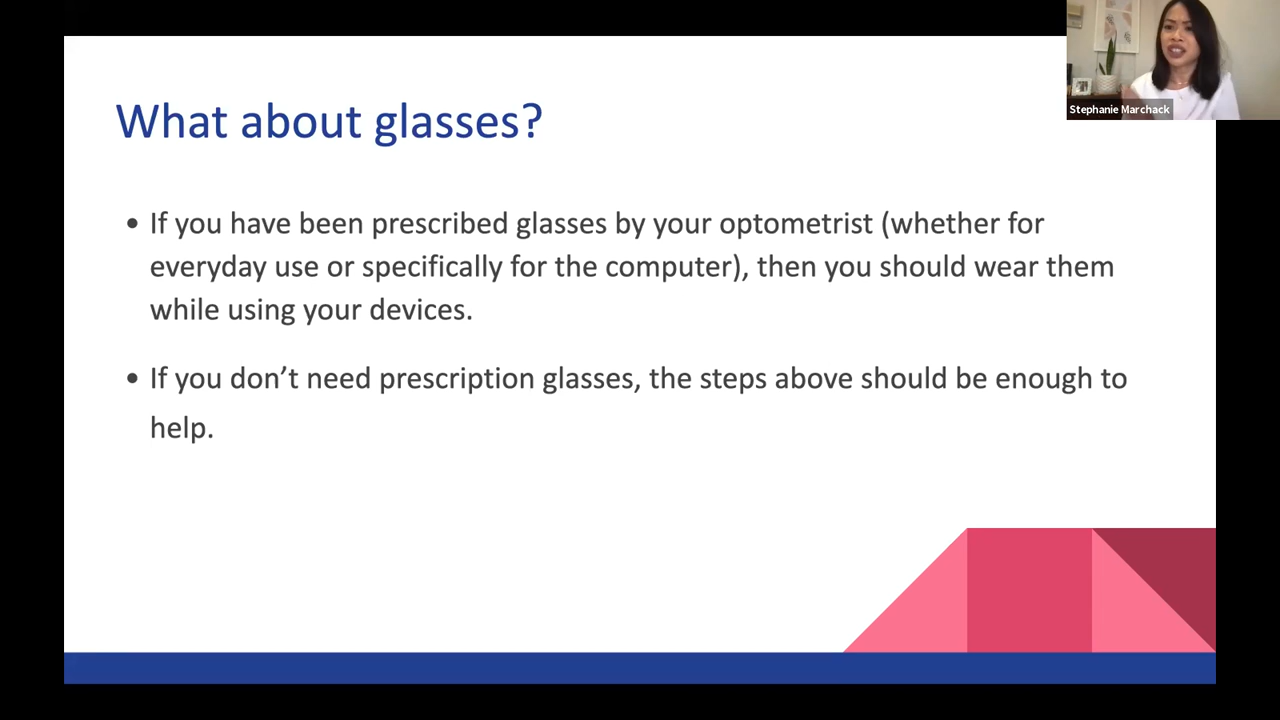 Stephanie Marchack
What about glasses?
• If you have been prescribed glasses by your optometrist (whether for
everyday use or specifically for the computer), then you should wear them
while using your devices.
• If you don’t need prescription glasses, the steps above should be enough to
help.